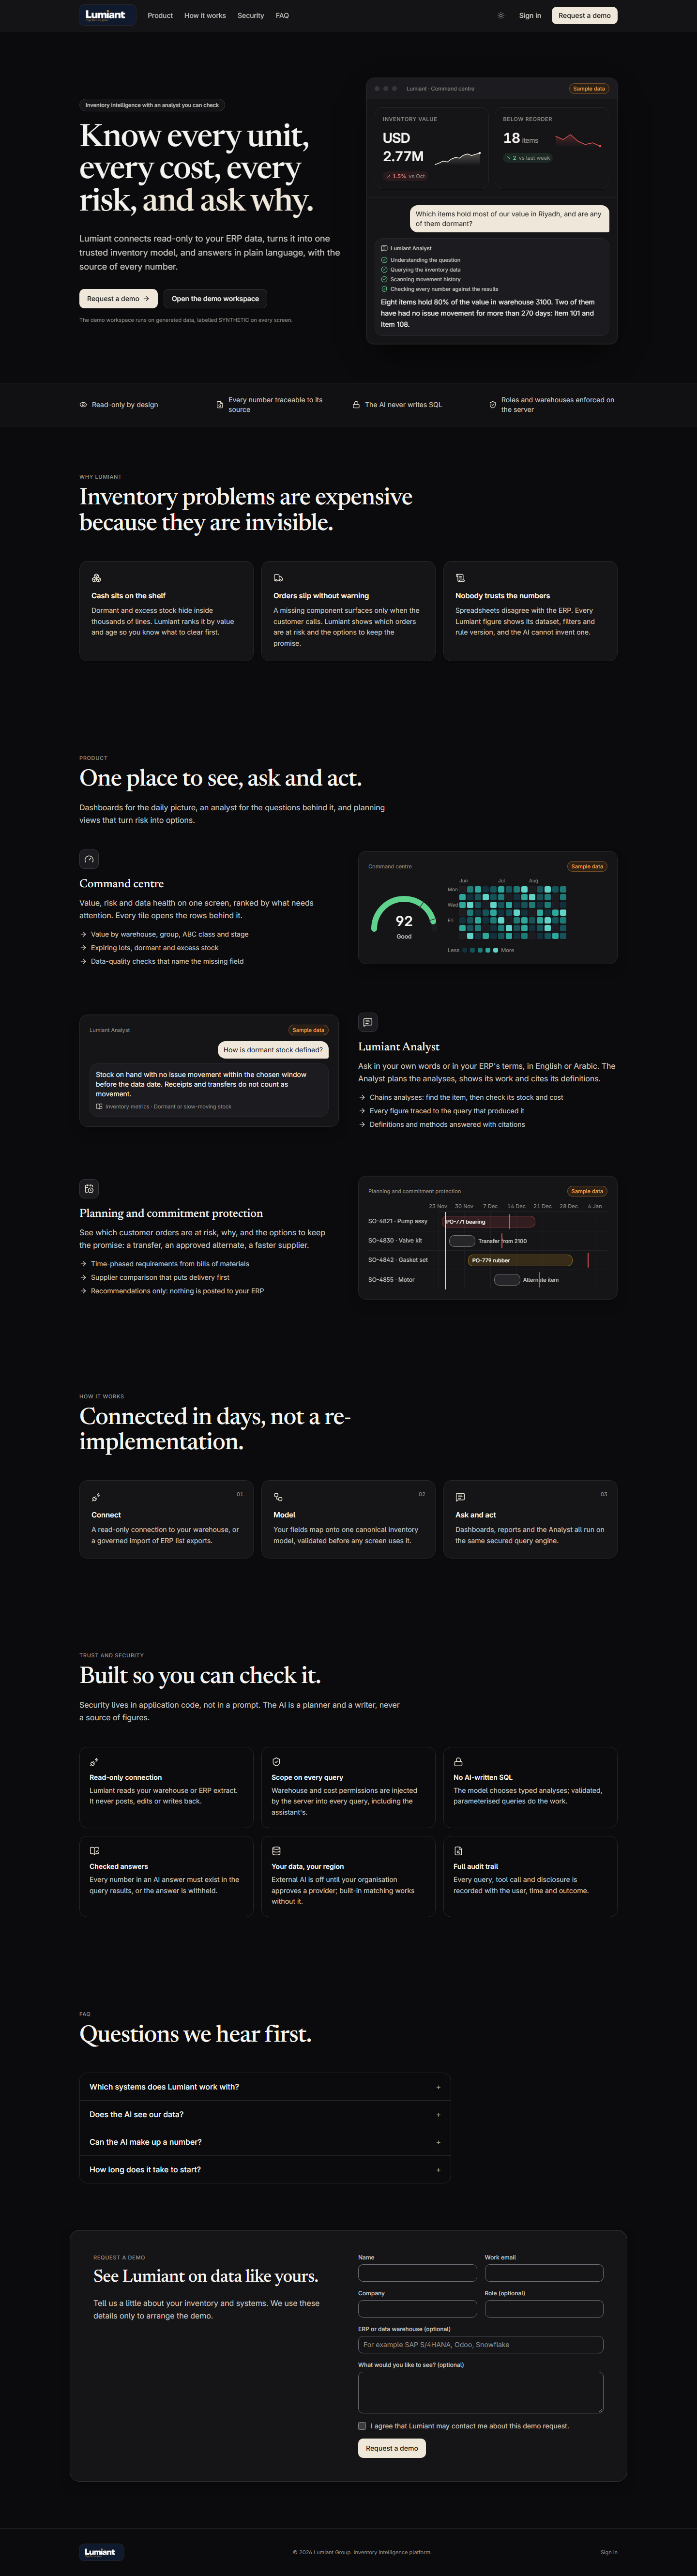 Lumiant
Product
How it works
Security
FAQ
Sign in
Request a demo
Inventory intelligence with an analyst you can check
Know every unit,
every cost, every
risk, and ask why.
Lumiant connects read-only to your ERP data, turns it into one
trusted inventory model, and answers in plain language, with the
source of every number.
Request a demo →
Open the demo workspace
The demo workspace runs on generated data, labelled SYNTHETIC on every screen.
Lumiant · Command centre
Sample data
INVENTORY VALUE
USD
2.77M
1.5% vs Oct
BELOW REORDER
18 items
2 vs last week
Which items hold most of our value in Riyadh, and are any
of them dormant?
Lumiant Analyst
Understanding the question
Querying the inventory data
Scanning movement history
Checking every number against the results
Eight items hold 80% of the value in warehouse 3100. Two of them
have had no issue movement for more than 270 days: Item 101 and
Item 108.
Read-only by design
Every number traceable to its
source
The AI never writes SQL
Roles and warehouses enforced on
the server
WHY LUMIANT
Inventory problems are expensive
because they are invisible.
Cash sits on the shelf
Dormant and excess stock hide inside
thousands of lines. Lumiant ranks it by value
and age so you know what to clear first.
Orders slip without warning
A missing component surfaces only when the
customer calls. Lumiant shows which orders
are at risk and the options to keep the
promise.
Nobody trusts the numbers
Spreadsheets disagree with the ERP. Every
Lumiant figure shows its dataset, filters and
rule version, and the AI cannot invent one.
PRODUCT
One place to see, ask and act.
Dashboards for the daily picture, an analyst for the questions behind it, and planning
views that turn risk into options.
Command centre
Value, risk and data health on one screen, ranked by what needs
attention. Every tile opens the rows behind it.
→ Value by warehouse, group, ABC class and stage
→ Expiring lots, dormant and excess stock
→ Data-quality checks that name the missing field
Command centre
Sample data
92
Good
Jun
Jul
Aug
Mon
Wed
Fri
Less
More
Lumiant Analyst
Sample data
How is dormant stock defined?
Stock on hand with no issue movement within the chosen window
before the data date. Receipts and transfers do not count as
movement.
Inventory metrics · Dormant or slow-moving stock
Lumiant Analyst
Ask in your own words or in your ERP's terms, in English or Arabic. The
Analyst plans the analyses, shows its work and cites its definitions.
→ Chains analyses: find the item, then check its stock and cost
→ Every figure traced to the query that produced it
→ Definitions and methods answered with citations
Planning and commitment protection
See which customer orders are at risk, why, and the options to keep
the promise: a transfer, an approved alternate, a faster supplier.
→ Time-phased requirements from bills of materials
→ Supplier comparison that puts delivery first
→ Recommendations only: nothing is posted to your ERP
Planning and commitment protection
Sample data
23 Nov
30 Nov
7 Dec
14 Dec
21 Dec
28 Dec
4 Jan
SO-4821 · Pump assy
PO-771 bearing
SO-4830 · Valve kit
Transfer from 2100
SO-4842 · Gasket set
PO-779 rubber
SO-4855 · Motor
Alternate item
HOW IT WORKS
Connected in days, not a re-
implementation.
01
Connect
A read-only connection to your warehouse, or
a governed import of ERP list exports.
02
Model
Your fields map onto one canonical inventory
model, validated before any screen uses it.
03
Ask and act
Dashboards, reports and the Analyst all run on
the same secured query engine.
TRUST AND SECURITY
Built so you can check it.
Security lives in application code, not in a prompt. The AI is a planner and a writer, never
a source of figures.
Read-only connection
Lumiant reads your warehouse or ERP extract.
It never posts, edits or writes back.
Scope on every query
Warehouse and cost permissions are injected
by the server into every query, including the
assistant's.
No AI-written SQL
The model chooses typed analyses; validated,
parameterised queries do the work.
Checked answers
Every number in an AI answer must exist in the
query results, or the answer is withheld.
Your data, your region
External AI is off until your organisation
approves a provider; built-in matching works
without it.
Full audit trail
Every query, tool call and disclosure is
recorded with the user, time and outcome.
FAQ
Questions we hear first.
Which systems does Lumiant work with? +
Does the AI see our data? +
Can the AI make up a number? +
How long does it take to start? +
REQUEST A DEMO
See Lumiant on data like yours.
Tell us a little about your inventory and systems. We use these
details only to arrange the demo.
Name
Work email
Company
Role (optional)
ERP or data warehouse (optional)
For example SAP S/4HANA, Odoo, Snowflake
What would you like to see? (optional)
I agree that Lumiant may contact me about this demo request.
Request a demo
Lumiant
© 2026 Lumiant Group. Inventory intelligence platform.
Sign in